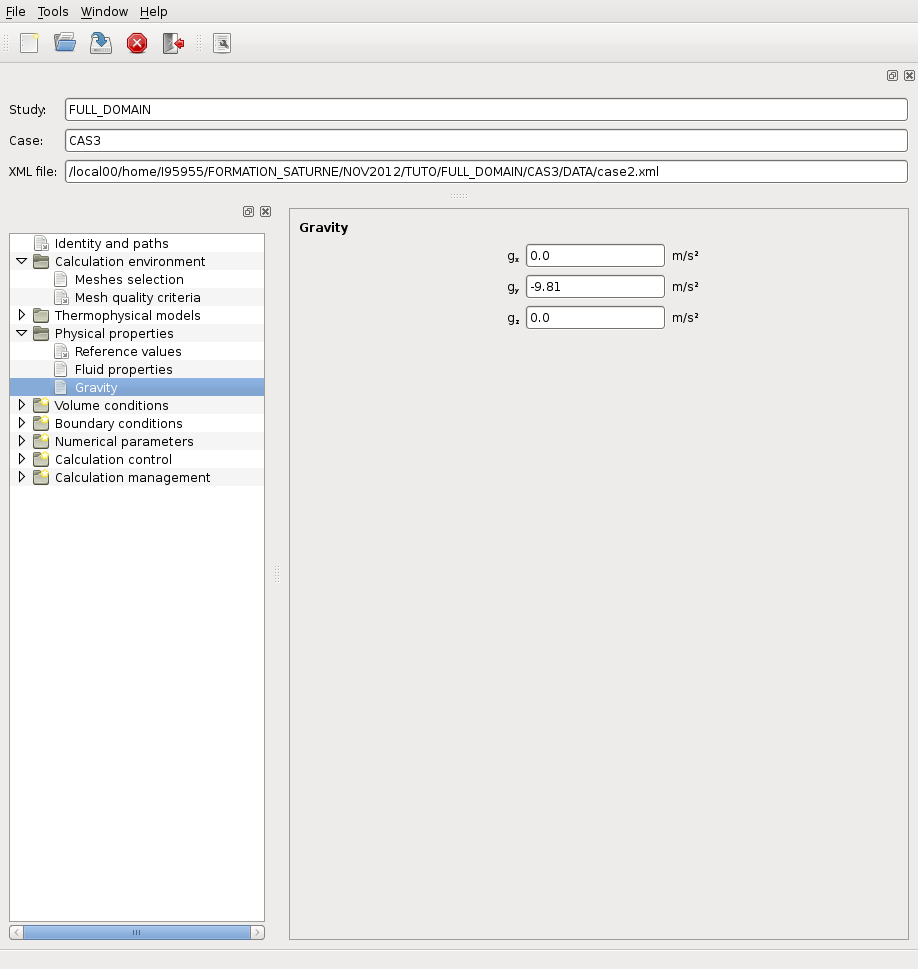 File Tools Window Help
Study: FULL_DOMAIN
Case: CAS3
XML file: /local00/home/I95955/FORMATION_SATURNE/NOV2012/TUTO/FULL_DOMAIN/CAS3/DATA/case2.xml
Identity and paths
Calculation environment
Meshes selection
Mesh quality criteria
Thermophysical models
Physical properties
Reference values
Fluid properties
Gravity
Volume conditions
Boundary conditions
Numerical parameters
Calculation control
Calculation management
Gravity
gₓ 0.0 m/s²
gᵧ -9.81 m/s²
g_z 0.0 m/s²